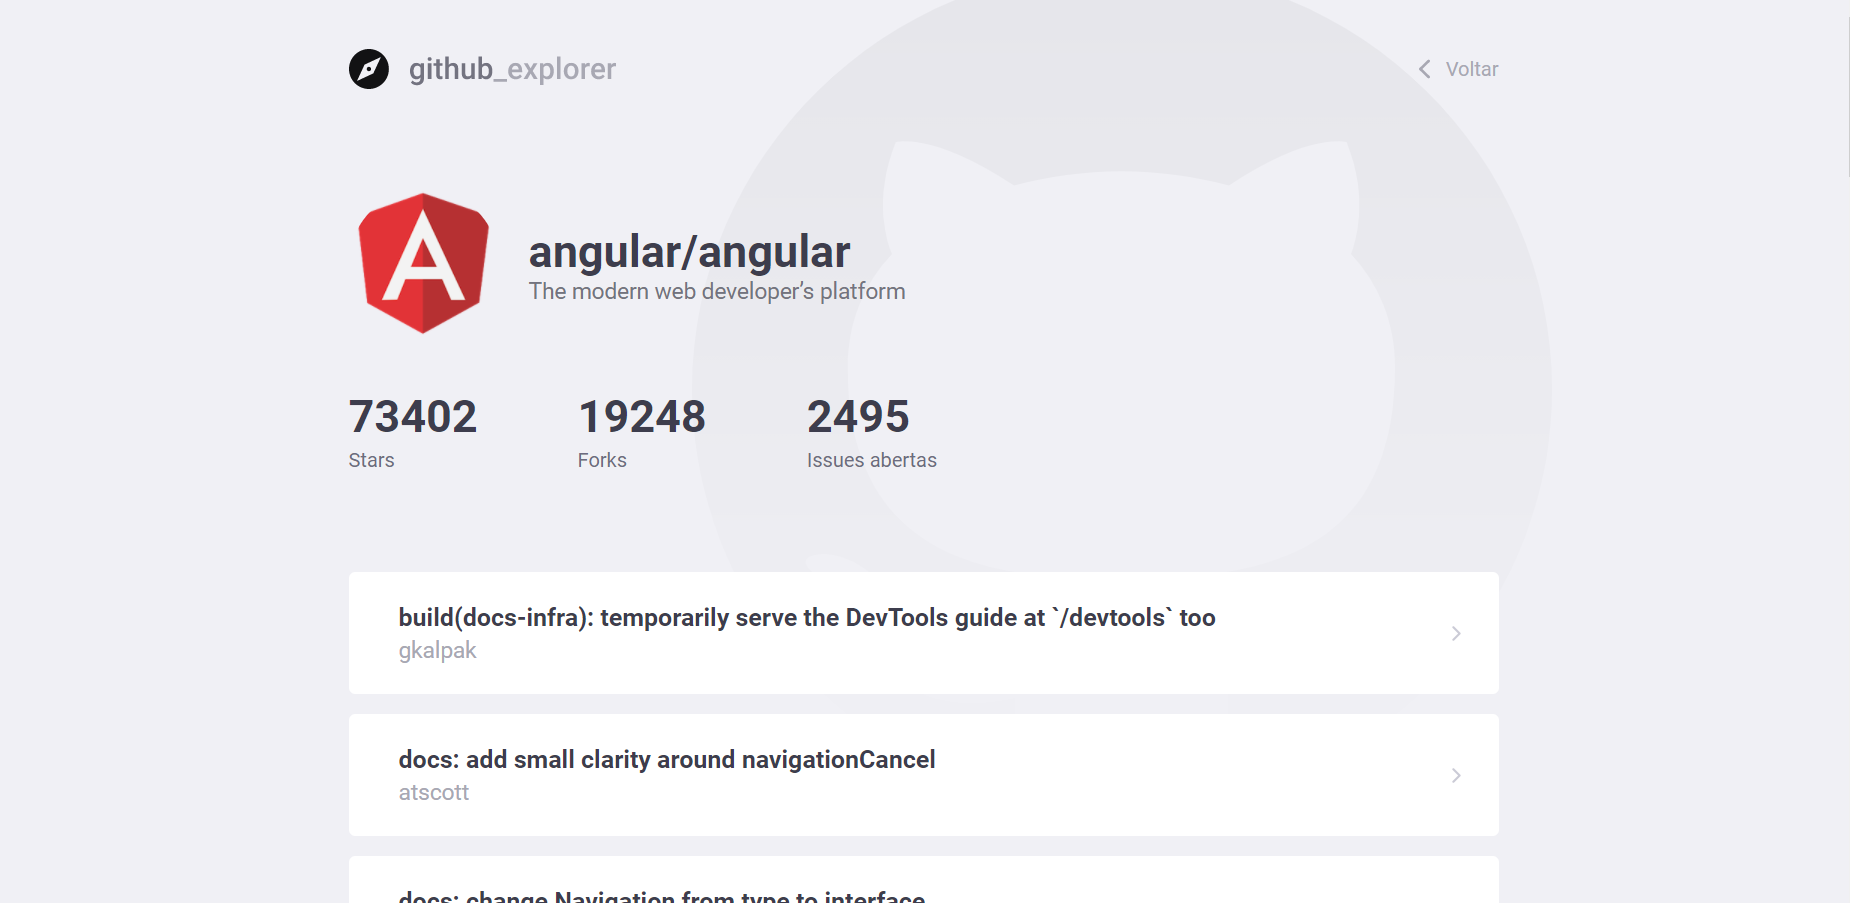 github_explorer
Voltar
angular/angular
The modern web developer’s platform
73402
19248
2495
Stars
Forks
Issues abertas
build(docs-infra): temporarily serve the DevTools guide at `/devtools` too
gkalpak
docs: add small clarity around navigationCancel
atscott
docs: change Navigation from type to interface